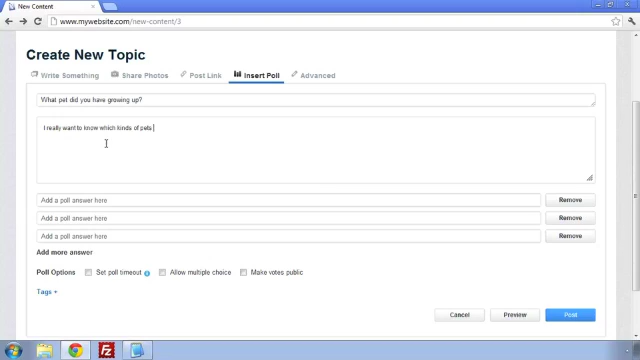 New Content
www.mywebsite.com/new-content/3
Create New Topic
Write Something Share Photos Post Link Insert Poll Advanced
What pet did you have growing up?
I really want to know which kinds of pets
Add a poll answer here Remove
Add a poll answer here Remove
Add a poll answer here Remove
Add more answer
Poll Options Set poll timeout Allow multiple choice Make votes public
Tags +
Cancel Preview Post
Fz